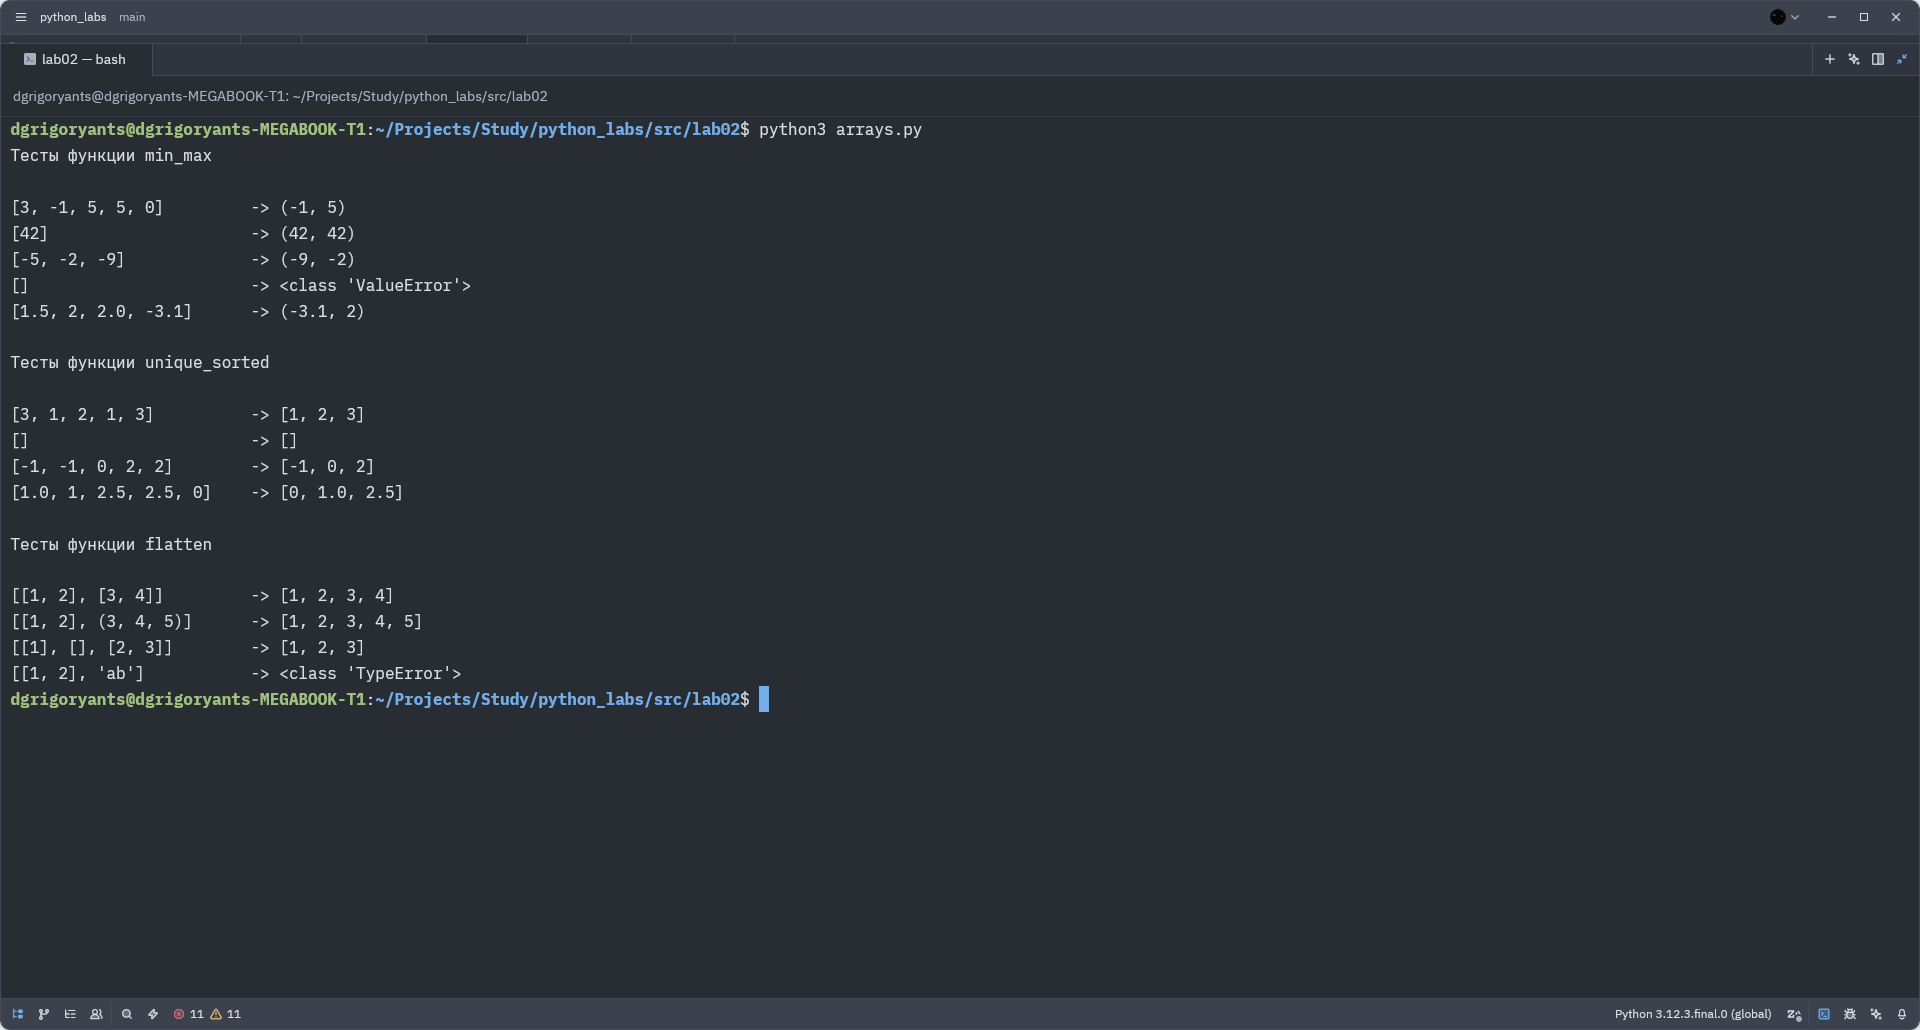 python_labs main
lab02 — bash
dgrigoryants@dgrigoryants-MEGABOOK-T1: ~/Projects/Study/python_labs/src/lab02
dgrigoryants@dgrigoryants-MEGABOOK-T1:~/Projects/Study/python_labs/src/lab02$ python3 arrays.py
Тесты функции min_max
[3, -1, 5, 5, 0] -> (-1, 5)
[42] -> (42, 42)
[-5, -2, -9] -> (-9, -2)
[] -> <class 'ValueError'>
[1.5, 2, 2.0, -3.1] -> (-3.1, 2)
Тесты функции unique_sorted
[3, 1, 2, 1, 3] -> [1, 2, 3]
[] -> []
[-1, -1, 0, 2, 2] -> [-1, 0, 2]
[1.0, 1, 2.5, 2.5, 0] -> [0, 1.0, 2.5]
Тесты функции flatten
[[1, 2], [3, 4]] -> [1, 2, 3, 4]
[[1, 2], (3, 4, 5)] -> [1, 2, 3, 4, 5]
[[1], [], [2, 3]] -> [1, 2, 3]
[[1, 2], 'ab'] -> <class 'TypeError'>
dgrigoryants@dgrigoryants-MEGABOOK-T1:~/Projects/Study/python_labs/src/lab02$
11 11 Python 3.12.3.final.0 (global)